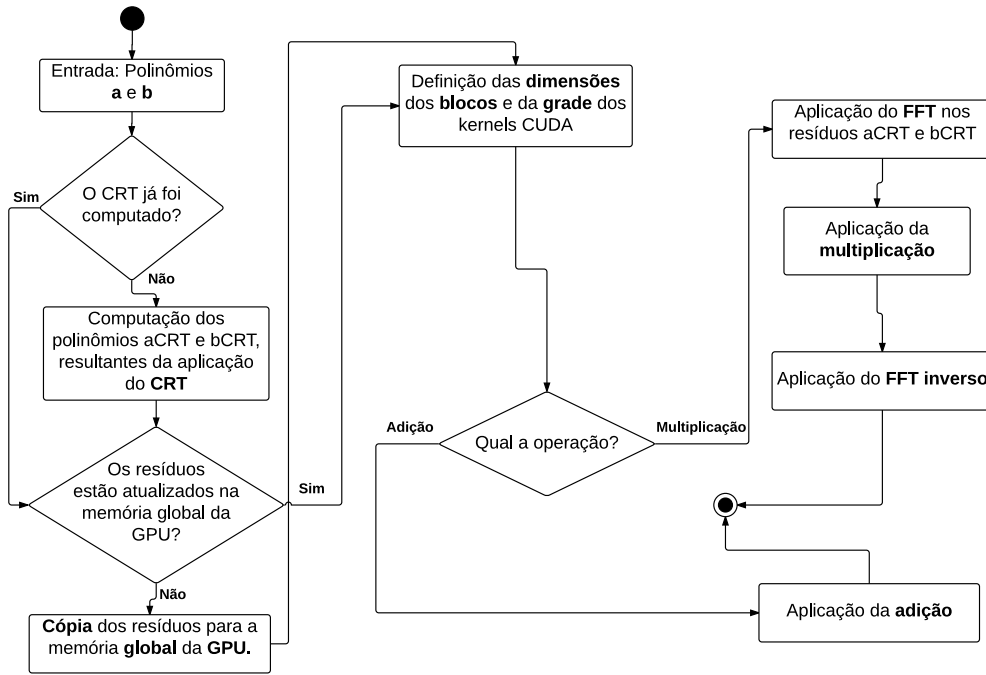 Entrada: Polinômios
a e b
Sim
O CRT já foi
computado?
Não
Computação dos
polinômios aCRT e bCRT,
resultantes da aplicação
do CRT
Os resíduos
estão atualizados na
memória global da
GPU?
Sim
Não
Cópia dos resíduos para a
memória global da GPU.
Definição das dimensões
dos blocos e da grade dos
kernels CUDA
Adição
Qual a operação?
Multiplicação
Aplicação do FFT nos
resíduos aCRT e bCRT
Aplicação da
multiplicação
Aplicação do FFT inverso
Aplicação da adição